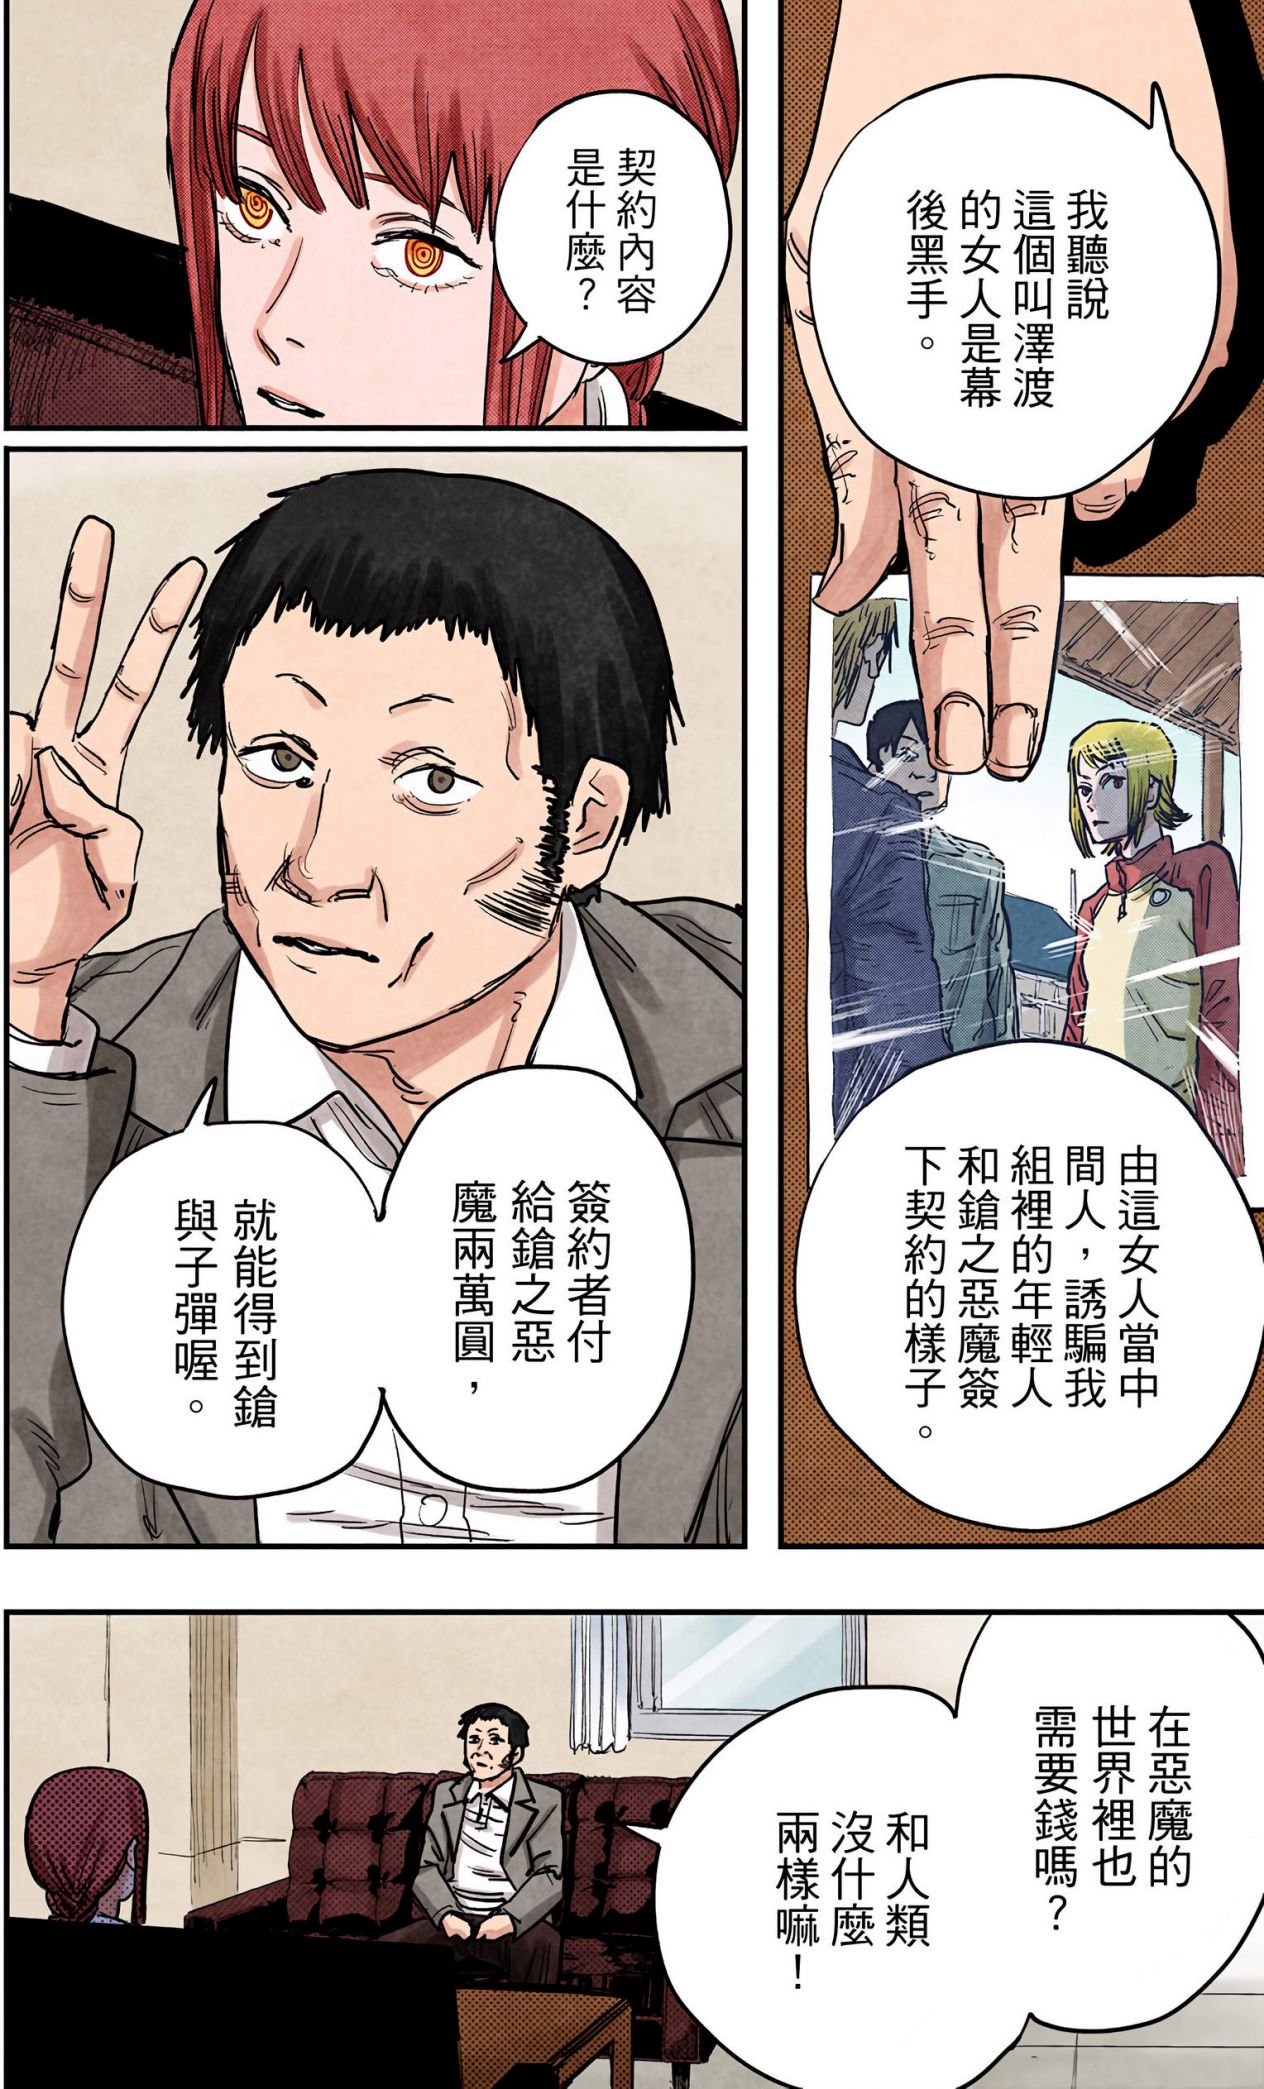 我聽說
這個叫澤渡
的女人是幕
後黑手。
由這女人當中
間人，誘騙我
組裡的年輕人
和鎗之惡魔簽
下契約的樣子。
契約內容
是什麼？
簽約者付
給鎗之惡
魔兩萬圓，
就能得到鎗
與子彈喔。
在惡魔的
世界裡也
需要錢嗎？
和人類
沒什麼
兩樣嘛！